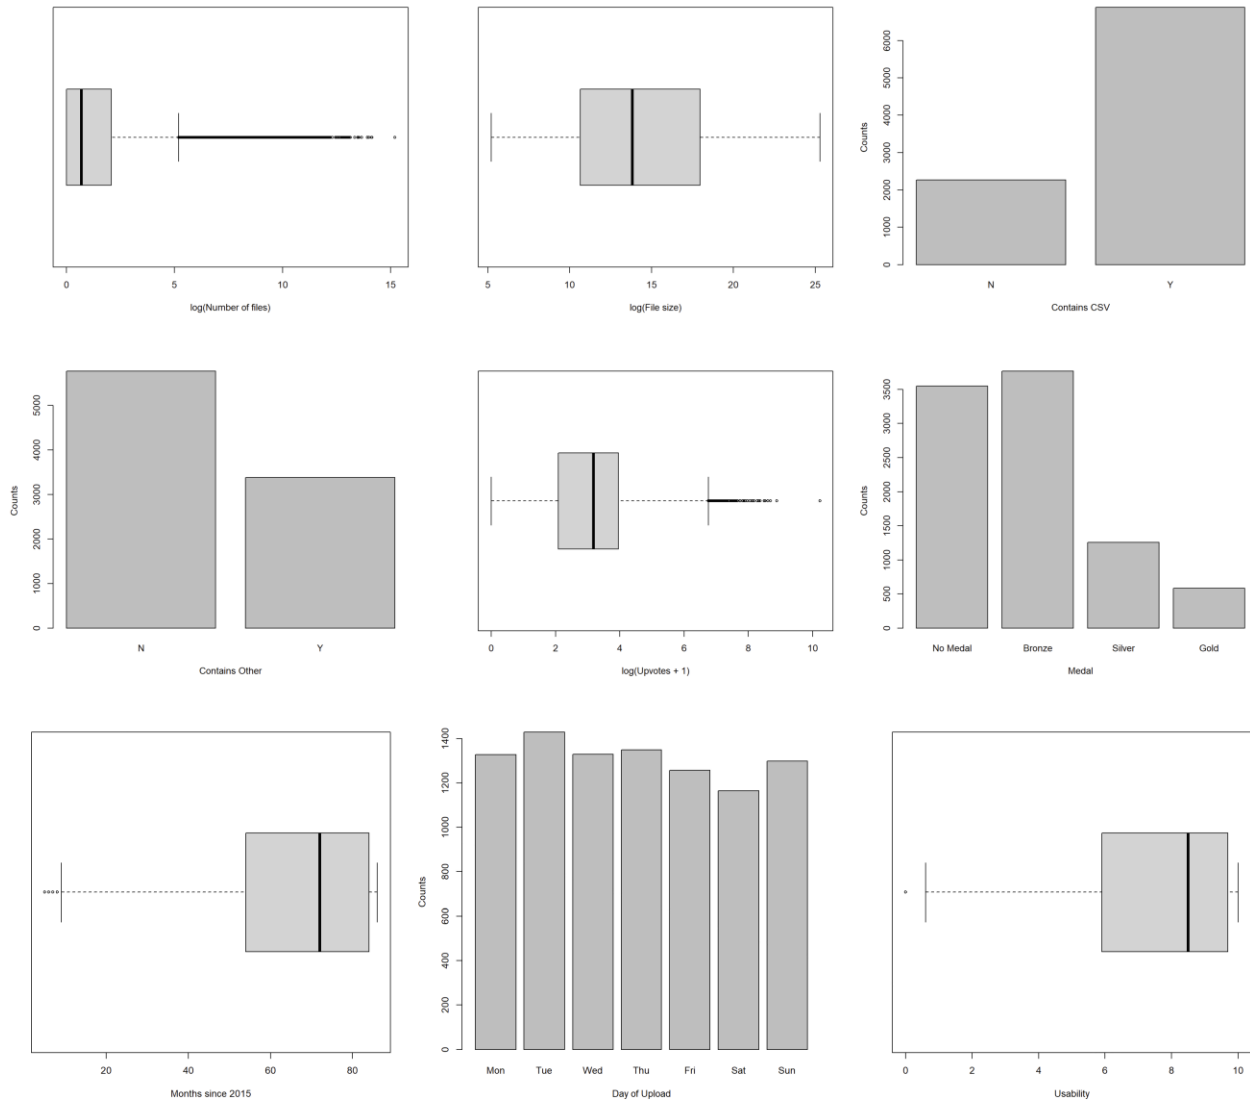 0 5 10 15
log(Number of files)
5 10 15 20 25
log(File size)
6000
5000
4000
3000
2000
1000
0
Counts
N Y
Contains CSV
5000
4000
3000
2000
1000
0
Counts
N Y
Contains Other
0 2 4 6 8 10
log(Upvotes + 1)
3500
3000
2500
2000
1500
1000
500
0
Counts
No Medal Bronze Silver Gold
Medal
20 40 60 80
Months since 2015
1400
1200
1000
800
600
400
200
0
Counts
Mon Tue Wed Thu Fri Sat Sun
Day of Upload
0 2 4 6 8 10
Usability